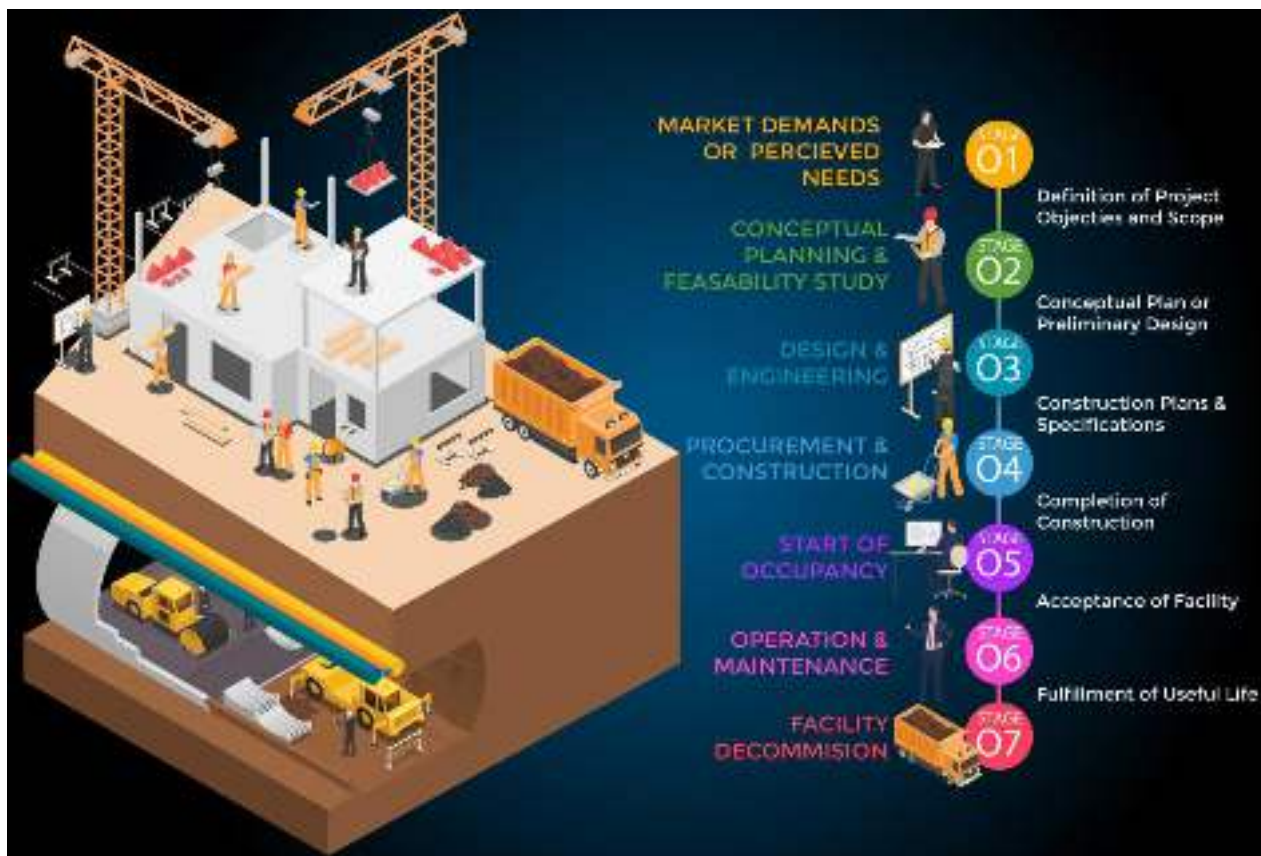 MARKET DEMANDS
OR PERCIEVED
NEEDS
STAGE
01
Definition of Project
Objecties and Scope
CONCEPTUAL
PLANNING &
FEASABILITY STUDY
STAGE
02
Conceptual Plan or
Preliminary Design
DESIGN &
ENGINEERING
STAGE
03
Construction Plans &
Specifications
PROCUREMENT &
CONSTRUCTION
STAGE
04
Completion of
Construction
START OF
OCCUPANCY
STAGE
05
Acceptance of Facility
OPERATION &
MAINTENANCE
STAGE
06
Fulfillment of Useful Life
FACILITY
DECOMMISION
STAGE
07